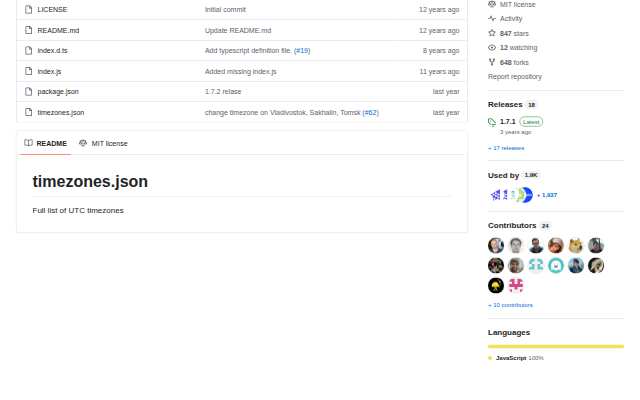 LICENSE Initial commit 12 years ago
README.md Update README.md 12 years ago
index.d.ts Add typescript definition file. (#19) 8 years ago
index.js Added missing index.js 11 years ago
package.json 1.7.2 relase last year
timezones.json change timezone on Vladivostok, Sakhalin, Tomsk (#62) last year
README MIT license
timezones.json
Full list of UTC timezones
MIT license
Activity
847 stars
12 watching
648 forks
Report repository
Releases 18
1.7.1 Latest
3 years ago
+ 17 releases
Used by 1.9K
+ 1,937
Contributors 24
+ 10 contributors
Languages
JavaScript 100%